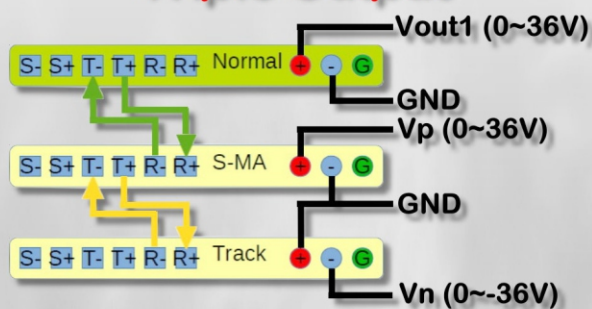 Vout1 (0~36V)
S- S+ T- T+ R- R+ Normal + - G
GND
Vp (0~36V)
S- S+ T- T+ R- R+ S-MA + - G
GND
S- S+ T- T+ R- R+ Track + - G
Vn (0~-36V)